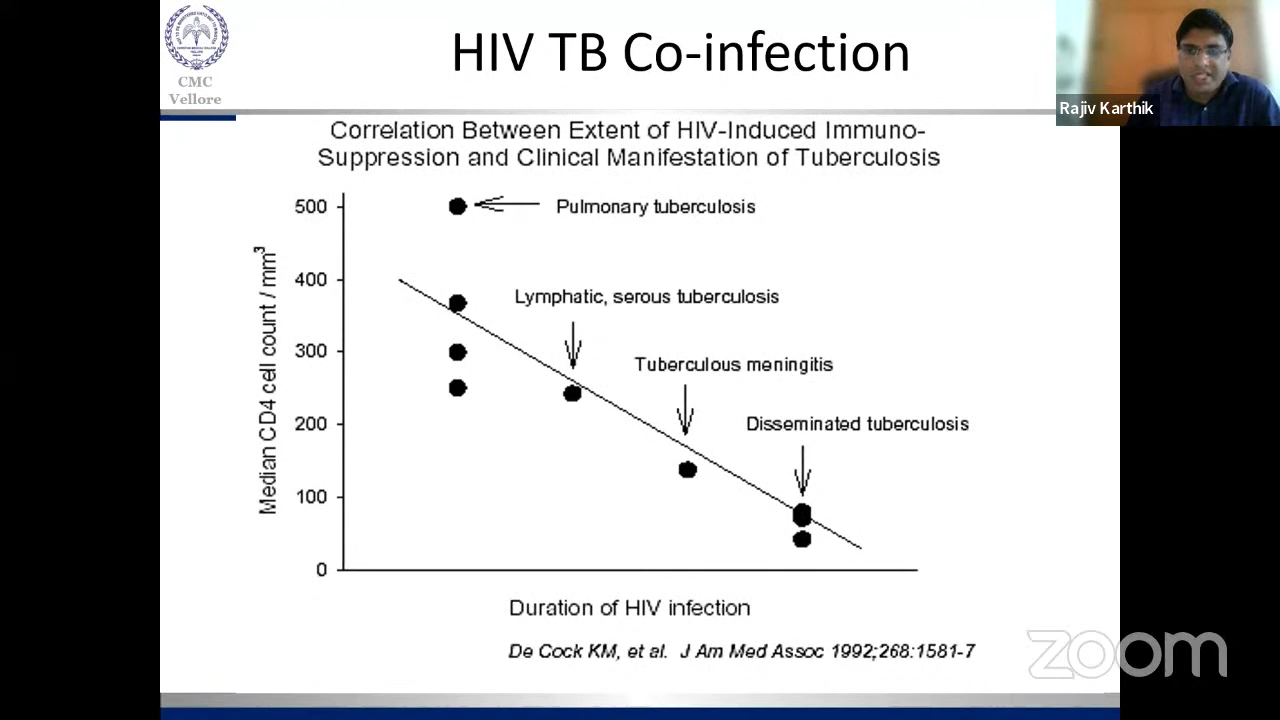 CMC
Vellore
HIV TB Co-infection
Rajiv Karthik
Correlation Between Extent of HIV-Induced Immuno-
Suppression and Clinical Manifestation of Tuberculosis
Median CD4 cell count / mm³
500
400
300
200
100
0
Pulmonary tuberculosis
Lymphatic, serous tuberculosis
Tuberculous meningitis
Disseminated tuberculosis
Duration of HIV infection
De Cock KM, et al. J Am Med Assoc 1992;268:1581-7
zoom